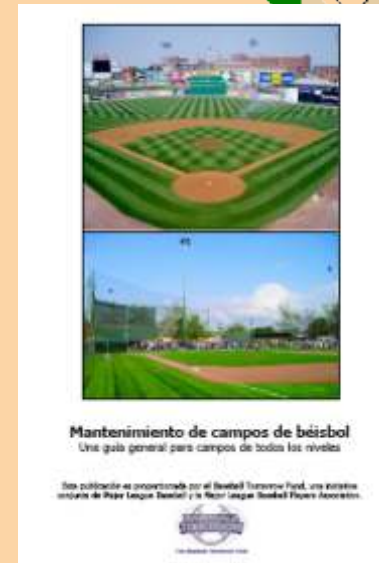 Mantenimiento de campos de béisbol
Una guía general para campos de todos los niveles
Esta publicación es proporcionada por el Baseball Tomorrow Fund, una iniciativa
conjunta de Major League Baseball y la Major League Baseball Players Association.